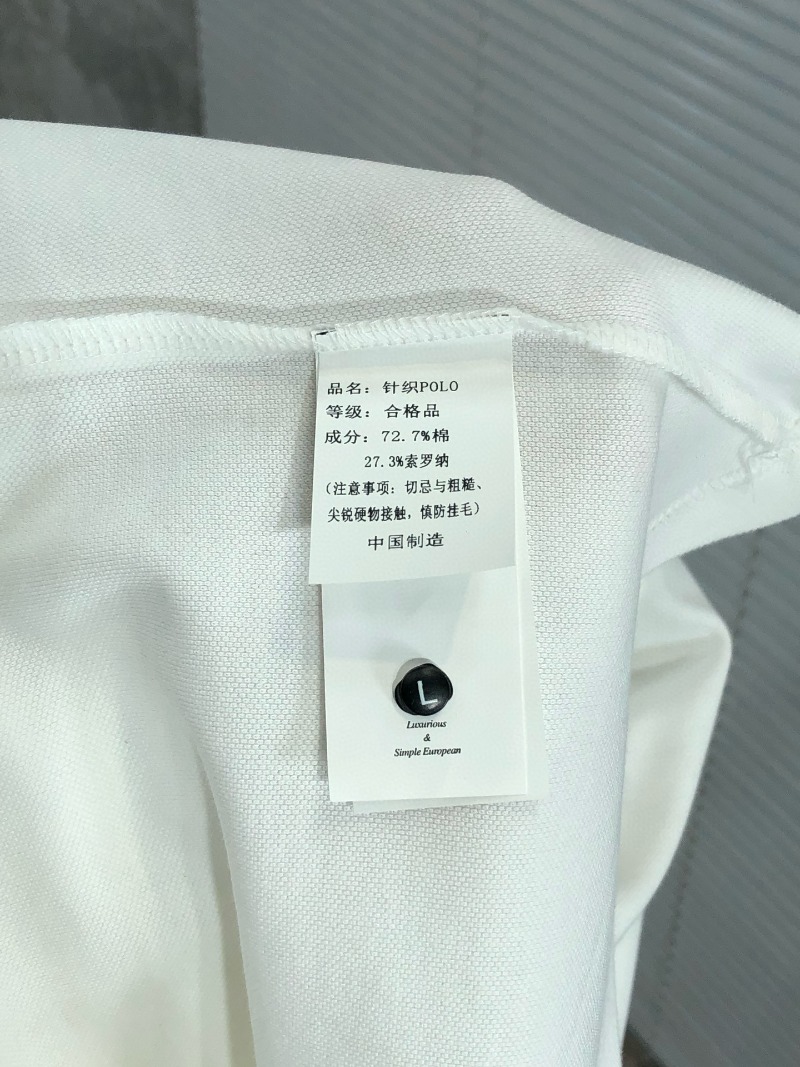 品名：针织POLO
等级：合格品
成分：72.7%棉
27.3%索罗纳
（注意事项：切忌与粗糙、
尖锐硬物接触，慎防挂毛）
中国制造
L
Luxurious
&
Simple European